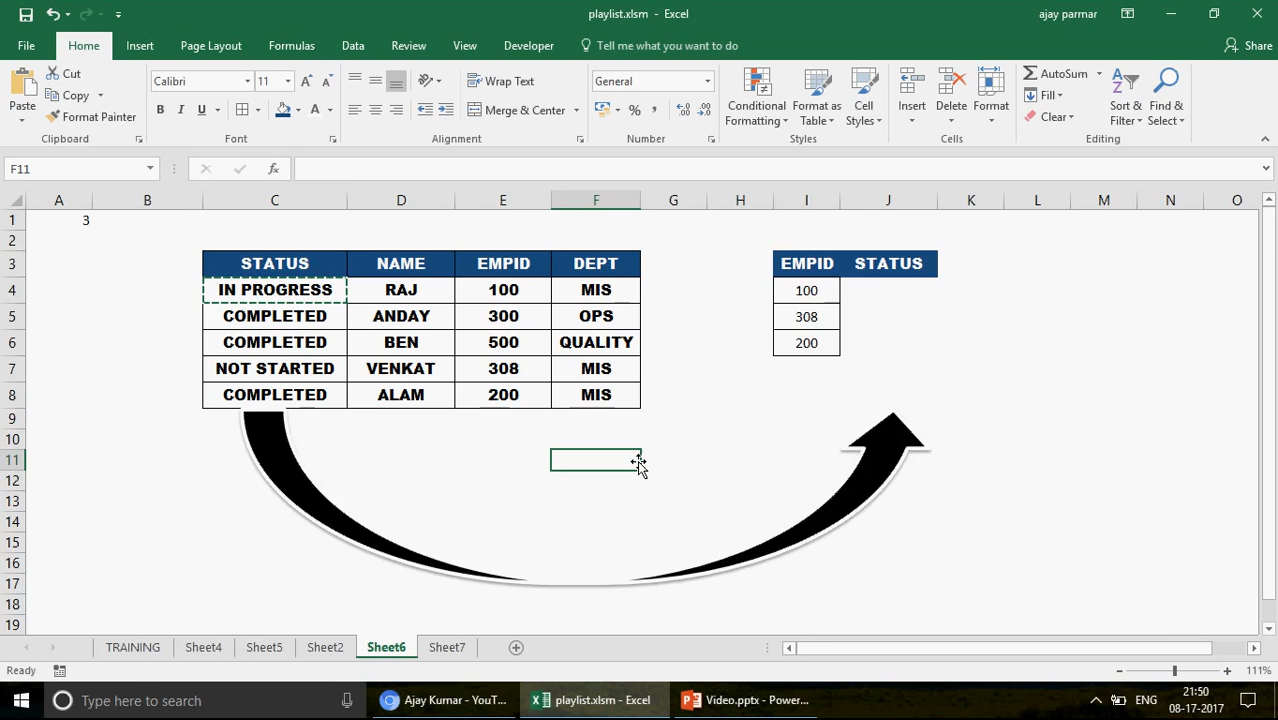 playlist.xlsm - Excel
ajay parmar
File Home Insert Page Layout Formulas Data Review View Developer Tell me what you want to do Share
Paste Cut Copy Format Painter Clipboard
Calibri 11 B I U A Font
Wrap Text Merge & Center Alignment
General % , Number
Conditional Formatting Format as Table Cell Styles Styles
Insert Delete Format Cells
AutoSum Fill Clear Sort & Filter Find & Select Editing
F11 fx
A B C D E F G H I J K L M N O
1 3
2
3 STATUS NAME EMPID DEPT EMPID STATUS
4 IN PROGRESS RAJ 100 MIS 100
5 COMPLETED ANDAY 300 OPS 308
6 COMPLETED BEN 500 QUALITY 200
7 NOT STARTED VENKAT 308 MIS
8 COMPLETED ALAM 200 MIS
9
10
11
12
13
14
15
16
17
18
19
TRAINING Sheet4 Sheet5 Sheet2 Sheet6 Sheet7
Ready 111%
Type here to search Ajay Kumar - YouT... playlist.xlsm - Excel Video.pptx - Power... ENG 21:50
08-17-2017